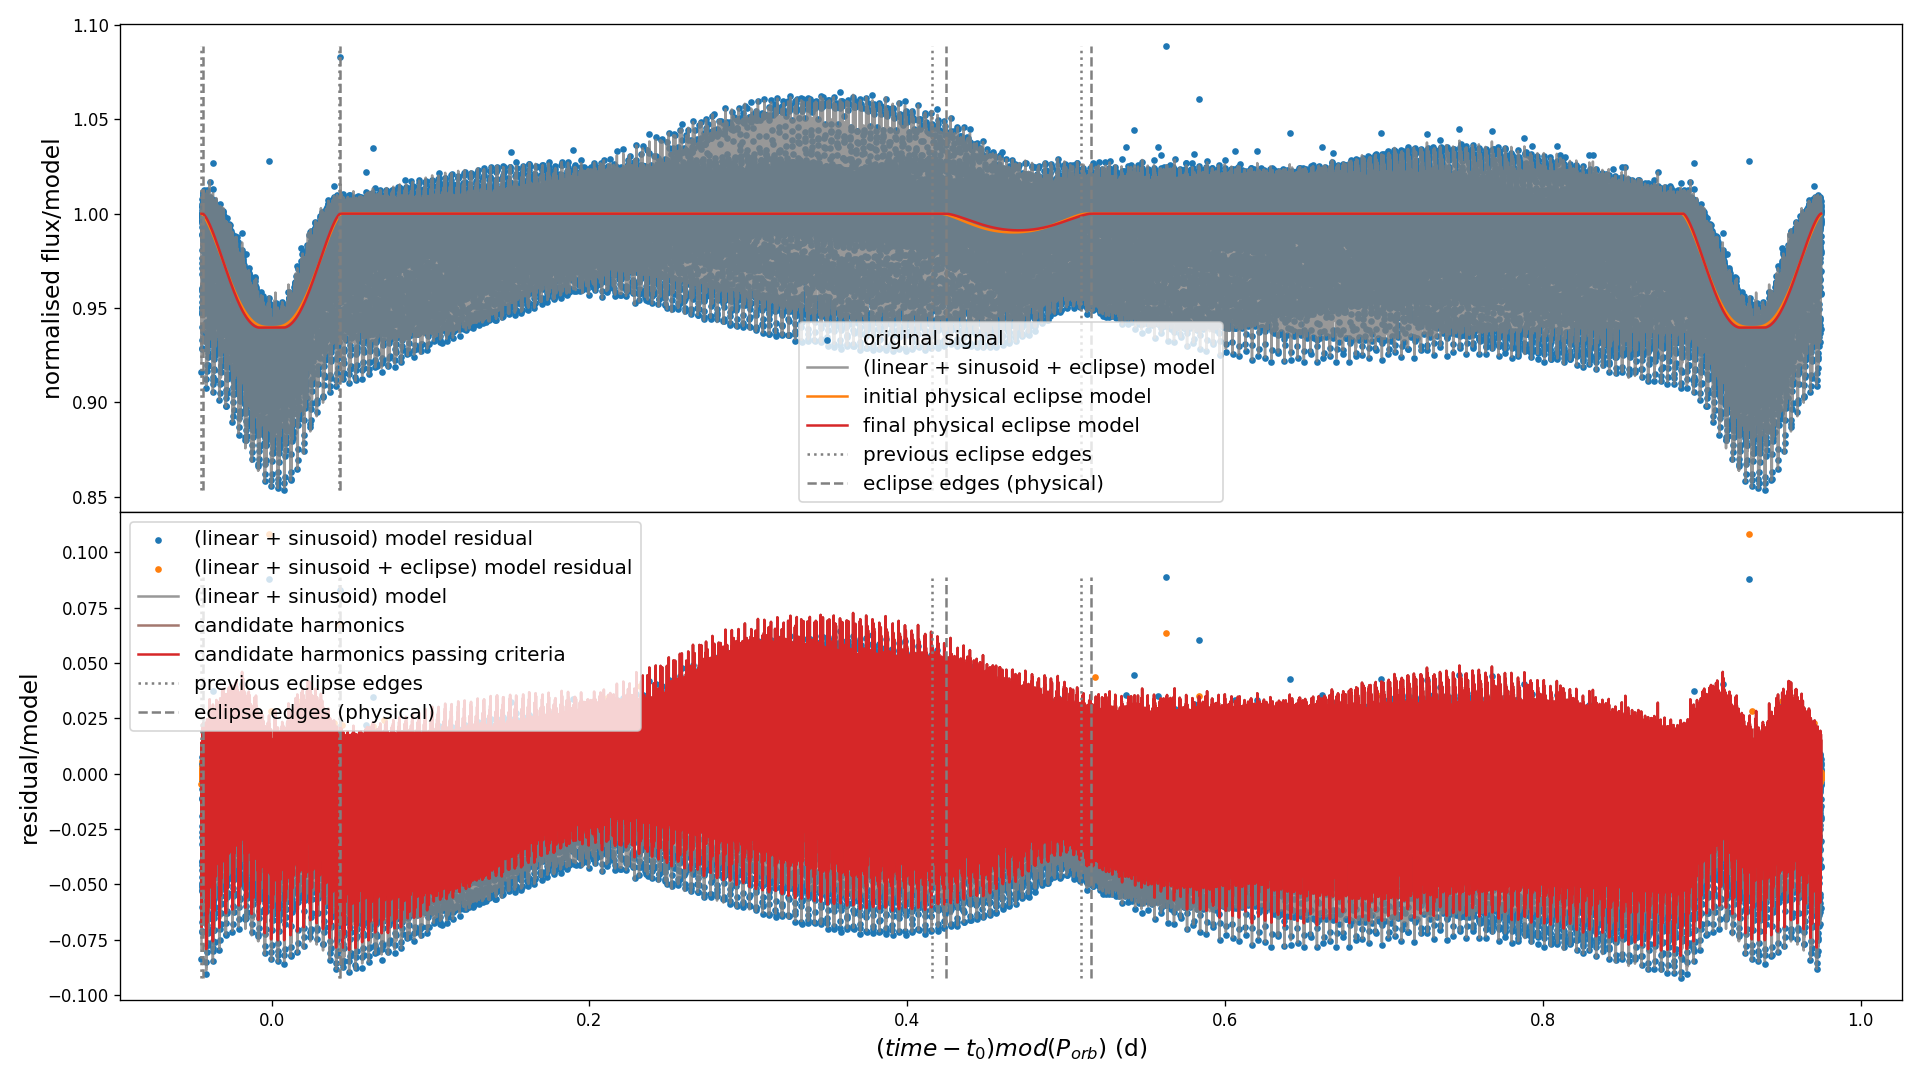 1.10
1.05
1.00
0.95
0.90
0.85
normalised flux/model
original signal
(linear + sinusoid + eclipse) model
initial physical eclipse model
final physical eclipse model
previous eclipse edges
eclipse edges (physical)
0.100
0.075
0.050
0.025
0.000
−0.025
−0.050
−0.075
−0.100
residual/model
(linear + sinusoid) model residual
(linear + sinusoid + eclipse) model residual
(linear + sinusoid) model
candidate harmonics
candidate harmonics passing criteria
previous eclipse edges
eclipse edges (physical)
0.0 0.2 0.4 0.6 0.8 1.0
(time − t₀)mod(P_orb) (d)